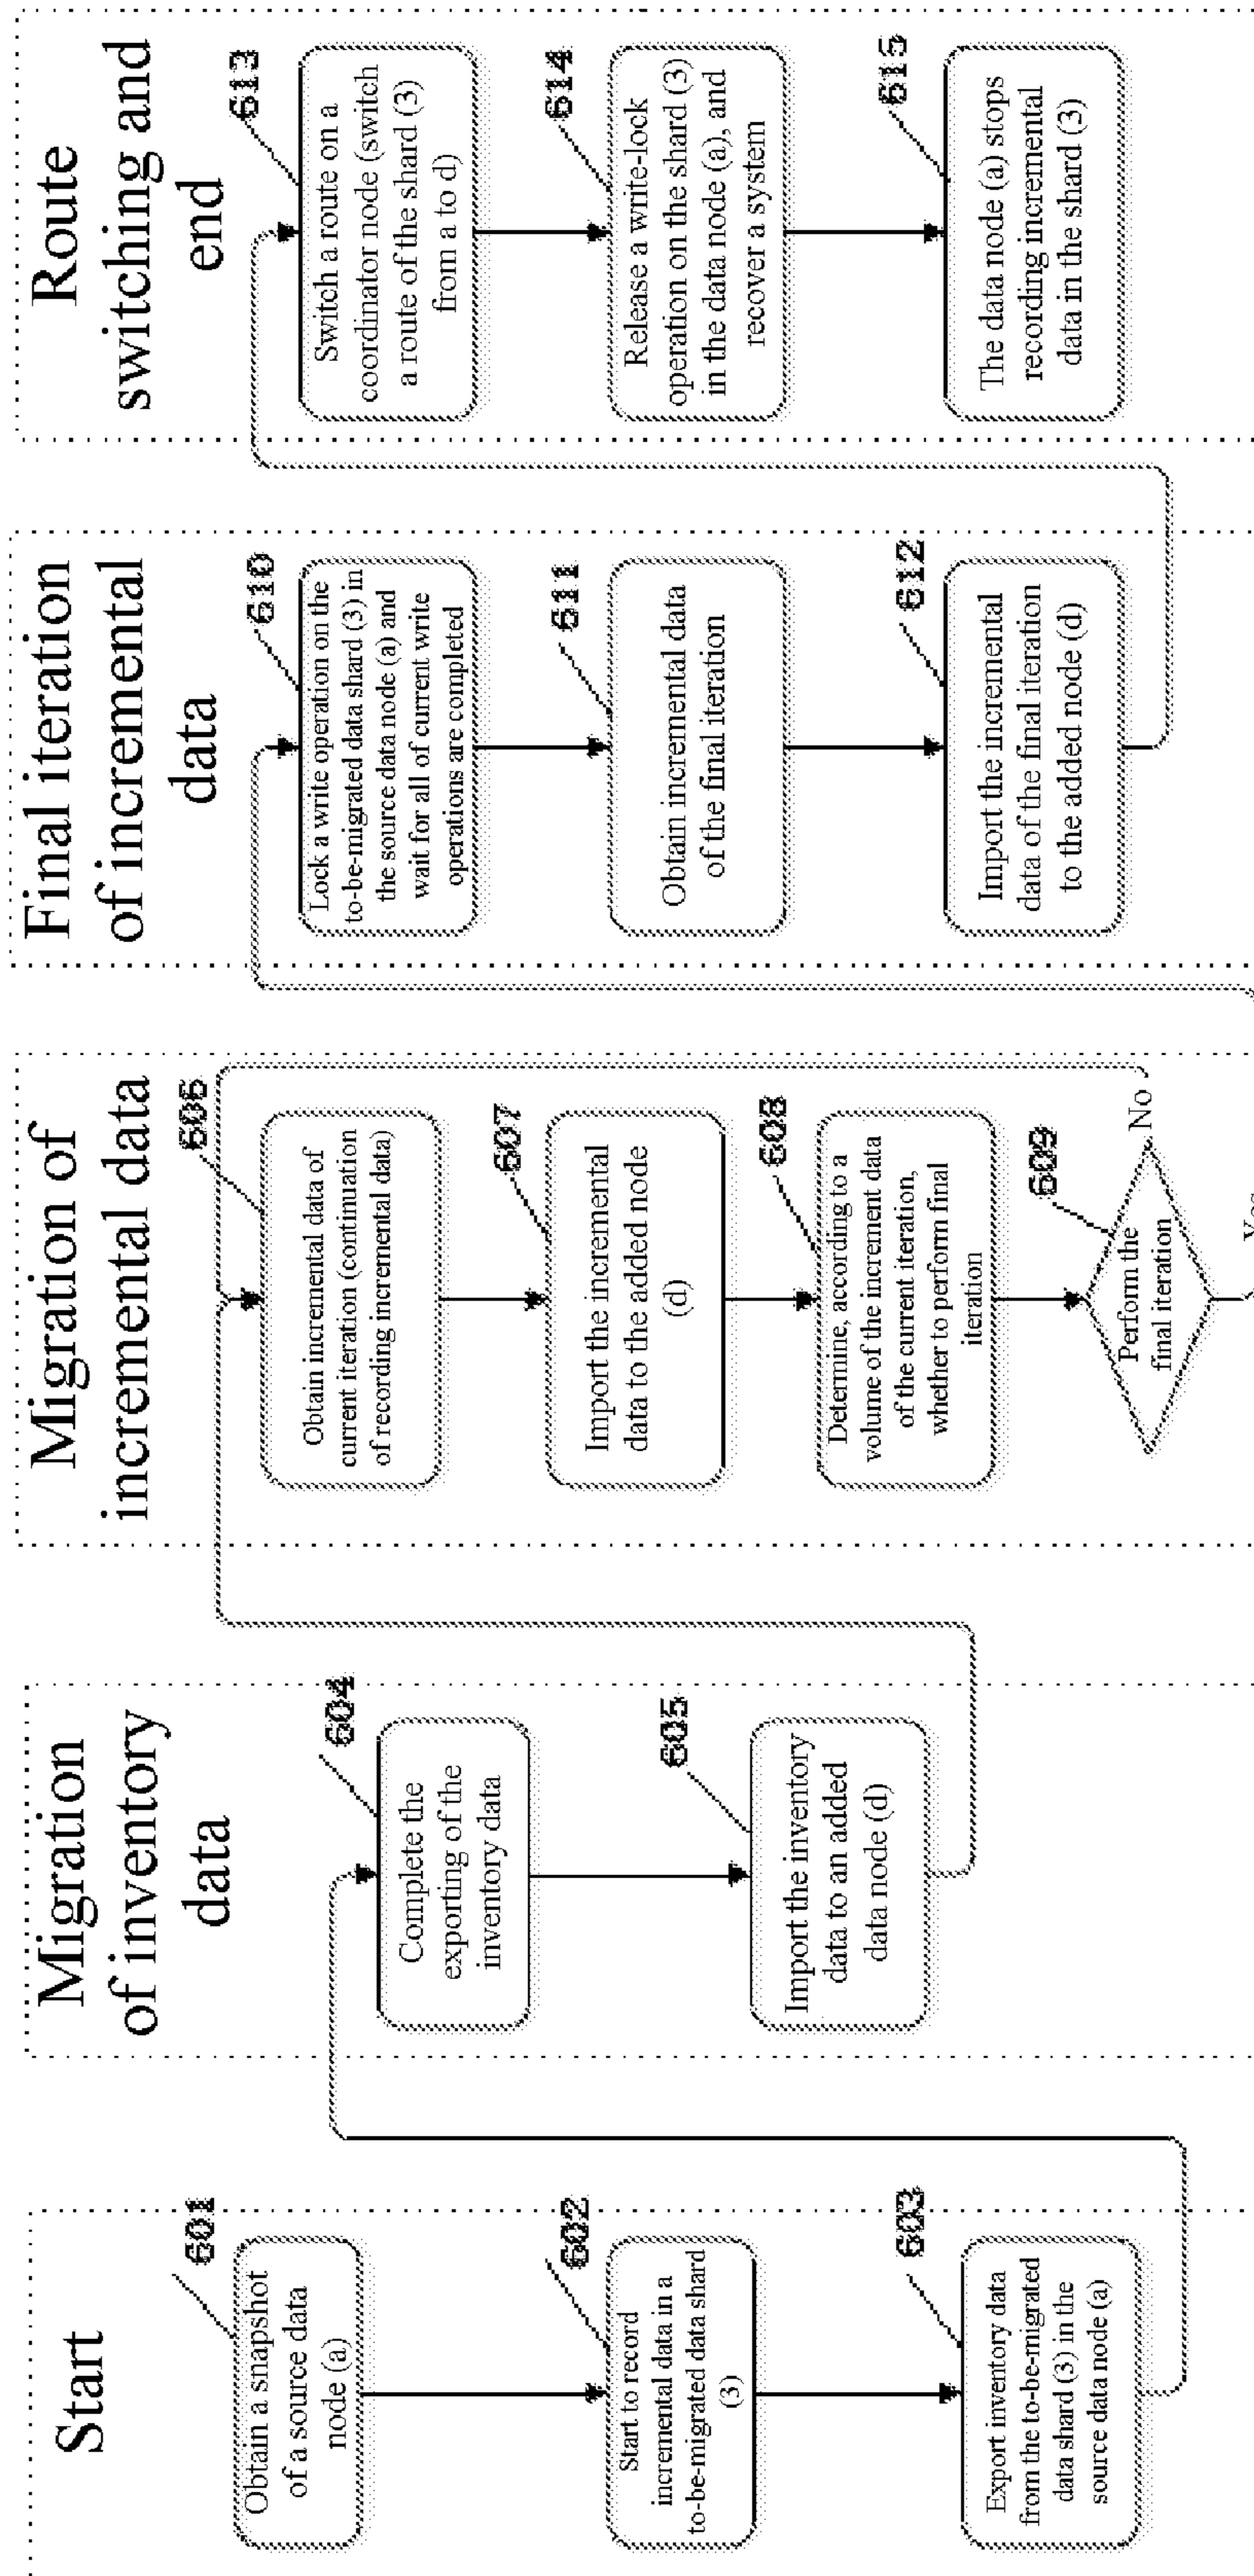 Start
601
Obtain a snapshot
of a source data
node (a)
602
Start to record
incremental data in a
to-be-migrated data shard
(3)
603
Export inventory data
from the to-be-migrated
data shard (3) in the
source data node (a)
Migration
of inventory
data
604
Complete the
exporting of the
inventory data
605
Import the inventory
data to an added
data node (d)
Migration of
incremental data
606
Obtain incremental data of
current iteration (continuation
of recording incremental data)
607
Import the incremental
data to the added node
(d)
608
Determine, according to a
volume of the increment data
of the current iteration,
whether to perform final
iteration
609
Perform the
final iteration
No
Yes
Final iteration
of incremental
data
610
Lock a write operation on the
to-be-migrated data shard (3) in
the source data node (a) and
wait for all of current write
operations are completed
611
Obtain incremental data
of the final iteration
612
Import the incremental
data of the final iteration
to the added node (d)
Route
switching and
end
613
Switch a route on a
coordinator node (switch
a route of the shard (3)
from a to d)
614
Release a write-lock
operation on the shard (3)
in the data node (a), and
recover a system
615
The data node (a) stops
recording incremental
data in the shard (3)